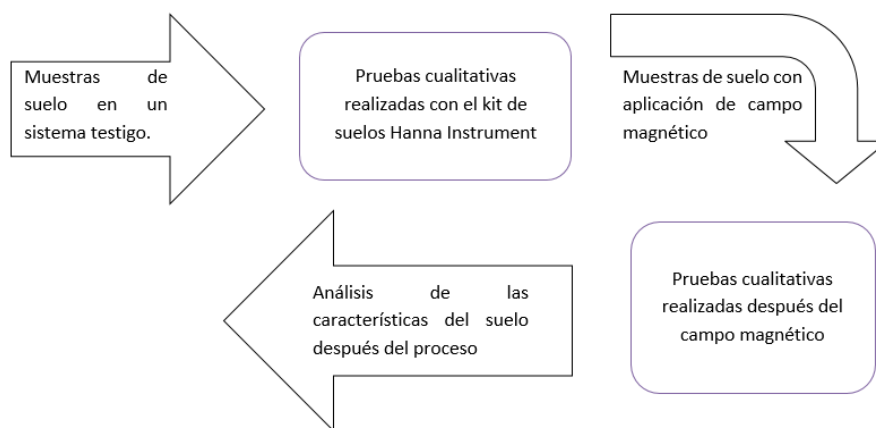 Muestras de
suelo en un
sistema testigo.
Pruebas cualitativas
realizadas con el kit de
suelos Hanna Instrument
Muestras de suelo con
aplicación de campo
magnético
Pruebas cualitativas
realizadas después del
campo magnético
Análisis de las
características del suelo
después del proceso